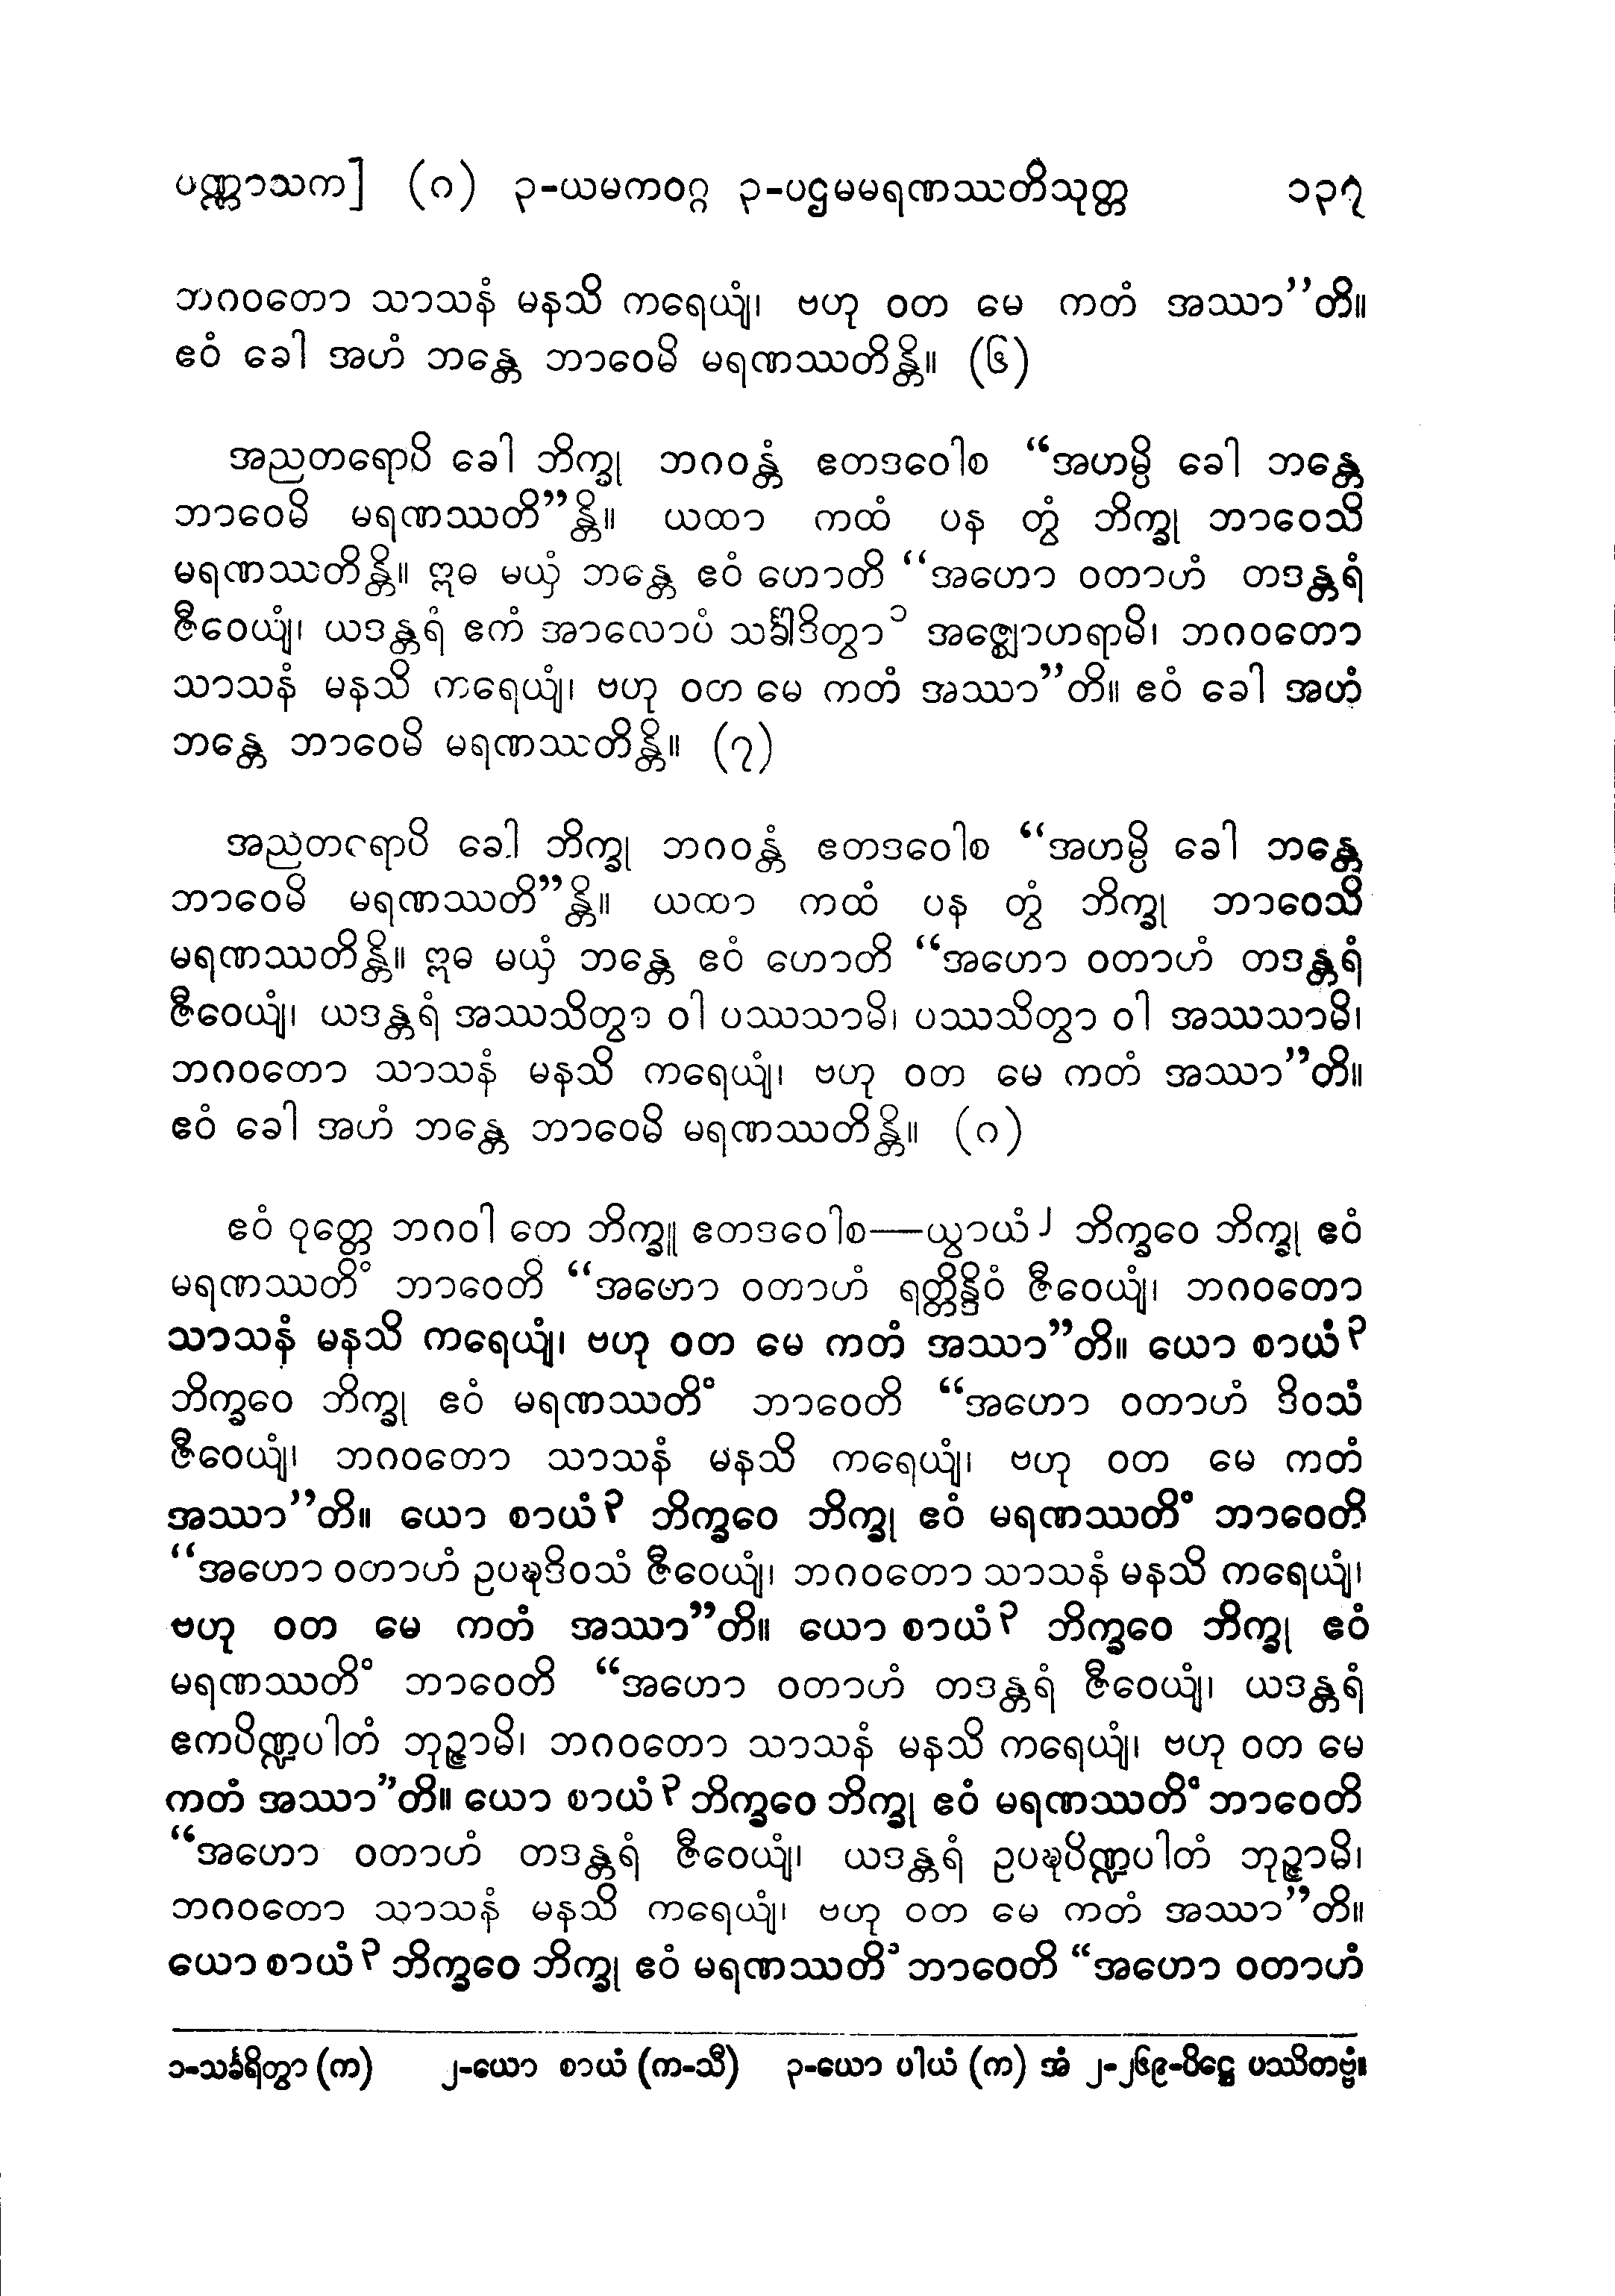 ပဏ္ဏာသက] (ဂ) ၃-ယမကဝဂ္ဂ ၃-ပဌမမရဏဿတိသုတ္တ ၁၃၇
ဘဂဝတော သာသနံ မနသိ ကရေယျံ၊ ဗဟု ဝတ မေ ကတံ အဿာ”တိ။
ဧဝံ ခေါ အဟံ ဘန္တေ ဘာဝေမိ မရဏဿတိန္တိ။ (၆)
အညတရောပိ ခေါ ဘိက္ခု ဘဂဝန္တံ ဧတဒဝေါစ “အဟမ္ပိ ခေါ ဘန္တေ
ဘာဝေမိ မရဏဿတိ”န္တိ။ ယထာ ကထံ ပန တွံ ဘိက္ခု ဘာဝေသိ
မရဏဿတိန္တိ။ ဣဓ မယှံ ဘန္တေ ဧဝံ ဟောတိ “အဟော ဝတာဟံ တဒန္တရံ
ဇီဝေယျံ၊ ယဒန္တရံ ဧကံ အာလောပံ သင်္ခါဒိတွာ၁ အဇ္ဈောဟရာမိ၊ ဘဂဝတော
သာသနံ မနသိ ကရေယျံ၊ ဗဟု ဝတ မေ ကတံ အဿာ”တိ။ ဧဝံ ခေါ အဟံ
ဘန္တေ ဘာဝေမိ မရဏဿတိန္တိ။ (၇)
အညတရောပိ ခေါ ဘိက္ခု ဘဂဝန္တံ ဧတဒဝေါစ “အဟမ္ပိ ခေါ ဘန္တေ
ဘာဝေမိ မရဏဿတိ”န္တိ။ ယထာ ကထံ ပန တွံ ဘိက္ခု ဘာဝေသိ
မရဏဿတိန္တိ။ ဣဓ မယှံ ဘန္တေ ဧဝံ ဟောတိ “အဟော ဝတာဟံ တဒန္တရံ
ဇီဝေယျံ၊ ယဒန္တရံ အဿသိတွာ ဝါ ပဿသာမိ၊ ပဿသိတွာ ဝါ အဿသာမိ၊
ဘဂဝတော သာသနံ မနသိ ကရေယျံ၊ ဗဟု ဝတ မေ ကတံ အဿာ”တိ။
ဧဝံ ခေါ အဟံ ဘန္တေ ဘာဝေမိ မရဏဿတိန္တိ။ (ဂ)
ဧဝံ ဝုတ္တေ ဘဂဝါ တေ ဘိက္ခူ ဧတဒဝေါစ—ယွာယံ၂ ဘိက္ခဝေ ဘိက္ခု ဧဝံ
မရဏဿတိံ ဘာဝေတိ “အဟော ဝတာဟံ ရတ္တိန္ဒိဝံ ဇီဝေယျံ၊ ဘဂဝတော
သာသနံ မနသိ ကရေယျံ၊ ဗဟု ဝတ မေ ကတံ အဿာ”တိ။ ယော စာယံ၃
ဘိက္ခဝေ ဘိက္ခု ဧဝံ မရဏဿတိံ ဘာဝေတိ “အဟော ဝတာဟံ ဒိဝသံ
ဇီဝေယျံ၊ ဘဂဝတော သာသနံ မနသိ ကရေယျံ၊ ဗဟု ဝတ မေ ကတံ
အဿာ”တိ။ ယော စာယံ၃ ဘိက္ခဝေ ဘိက္ခု ဧဝံ မရဏဿတိံ ဘာဝေတိ
“အဟော ဝတာဟံ ဥပဍ္ဎဒိဝသံ ဇီဝေယျံ၊ ဘဂဝတော သာသနံ မနသိ ကရေယျံ၊
ဗဟု ဝတ မေ ကတံ အဿာ”တိ။ ယော စာယံ၃ ဘိက္ခဝေ ဘိက္ခု ဧဝံ
မရဏဿတိံ ဘာဝေတိ “အဟော ဝတာဟံ တဒန္တရံ ဇီဝေယျံ၊ ယဒန္တရံ
ဧကပိဏ္ဍပါတံ ဘုဉ္ဇာမိ၊ ဘဂဝတော သာသနံ မနသိ ကရေယျံ၊ ဗဟု ဝတ မေ
ကတံ အဿာ”တိ။ ယော စာယံ၃ ဘိက္ခဝေ ဘိက္ခု ဧဝံ မရဏဿတိံ ဘာဝေတိ
“အဟော ဝတာဟံ တဒန္တရံ ဇီဝေယျံ၊ ယဒန္တရံ ဥပဍ္ဎပိဏ္ဍပါတံ ဘုဉ္ဇာမိ၊
ဘဂဝတော သာသနံ မနသိ ကရေယျံ၊ ဗဟု ဝတ မေ ကတံ အဿာ”တိ။
ယော စာယံ၃ ဘိက္ခဝေ ဘိက္ခု ဧဝံ မရဏဿတိံ ဘာဝေတိ “အဟော ဝတာဟံ
၁-သင်္ခရိတွာ (က) ၂-ယော စာယံ (က-သီ) ၃-ယော ပါယံ (က) အံ ၂-၂၆၉-ပိဋ္ဌေ ပဿိတဗ္ဗံ။